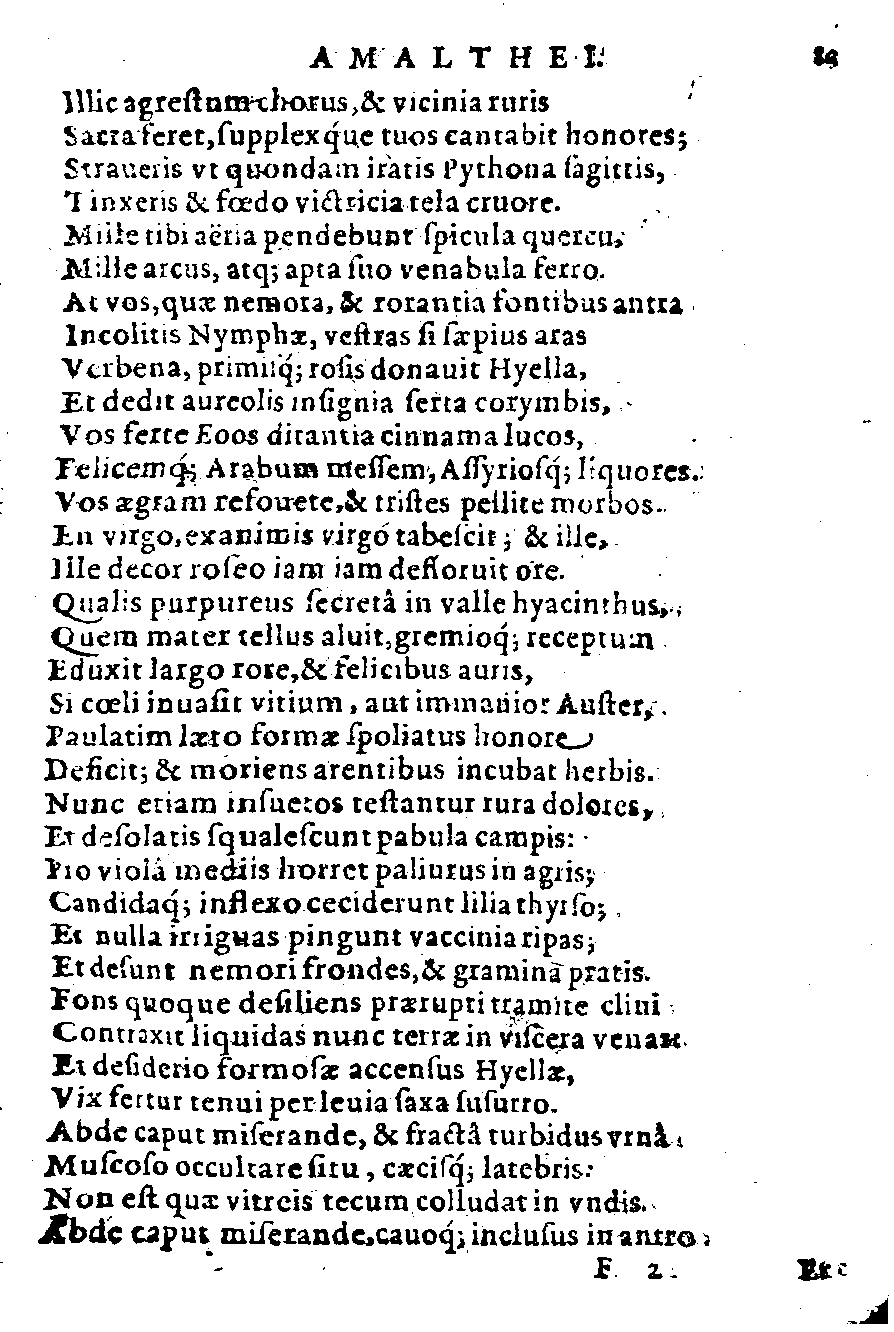 AMALTHEI. 89
Illic agrestum chorus, & vicinia ruris
Sacra feret, supplexq́ue tuos cantabit honores;
Straueris vt quondam iratis Pythona sagittis,
Tinxeris & fœdo victricia tela cruore.
Mille tibi aëria pendebunt spicula quercu,
Mille arcus, atq; apta suo venabula ferro.
At vos, quæ nemora, & rorantia fontibus antra
Incolitis Nymphæ, vestras si sæpius aras
Verbena, primisq́; rosis donauit Hyella,
Et dedit aureolis insignia serta corymbis,
Vos ferte Eoos ditantia cinnama lucos,
Felicemq́; Arabum messem, Assyriosq́; liquores.
Vos ægram refouete, & tristes pellite morbos.
En virgo, exanimis virgo tabescit; & ille,
Ille decor roseo iam iam defloruit ore.
Qualis purpureus secretâ in valle hyacinthus,
Quem mater tellus aluit, gremioq́; receptum
Eduxit largo rore, & felicibus auris,
Si cœli inuasit vitium, aut immanior Auster,
Paulatim læto formæ spoliatus honore
Deficit; & moriens arentibus incubat herbis.
Nunc etiam insuetos testantur rura dolores,
Et desolatis squalescunt pabula campis:
Pro violâ mediis horret paliurus in agris;
Candidaq́; inflexo ceciderunt lilia thyrso;
Et nulla irriguas pingunt vaccinia ripas;
Et desunt nemori frondes, & gramina pratis.
Fons quoque desiliens prærupti tramite cliui
Contraxit liquidas nunc terræ in viscera venas.
Et desiderio formosæ accensus Hyellæ,
Vix fertur tenui per leuia saxa susurro.
Abde caput miserande, & fractâ turbidus vrnâ
Muscoso occultare situ, cæcisq́; latebris:
Non est quæ vitreis tecum colludat in vndis.
Abde caput miserande, cauoq́; inclusus in antro
F 2 Etc